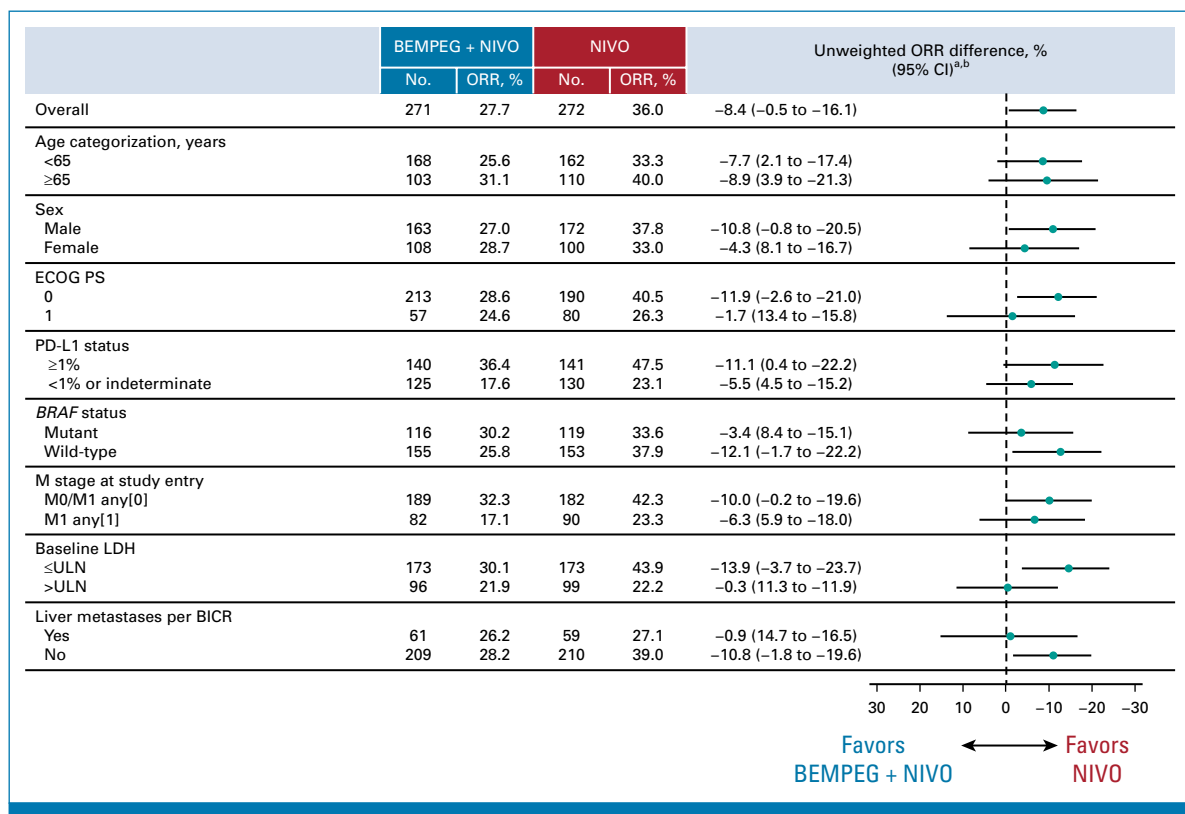 BEMPEG + NIVO NIVO Unweighted ORR difference, %
(95% CI)a,b
No. ORR, % No. ORR, %
Overall 271 27.7 272 36.0 −8.4 (−0.5 to −16.1)
Age categorization, years
<65 168 25.6 162 33.3 −7.7 (2.1 to −17.4)
≥65 103 31.1 110 40.0 −8.9 (3.9 to −21.3)
Sex
Male 163 27.0 172 37.8 −10.8 (−0.8 to −20.5)
Female 108 28.7 100 33.0 −4.3 (8.1 to −16.7)
ECOG PS
0 213 28.6 190 40.5 −11.9 (−2.6 to −21.0)
1 57 24.6 80 26.3 −1.7 (13.4 to −15.8)
PD-L1 status
≥1% 140 36.4 141 47.5 −11.1 (0.4 to −22.2)
<1% or indeterminate 125 17.6 130 23.1 −5.5 (4.5 to −15.2)
BRAF status
Mutant 116 30.2 119 33.6 −3.4 (8.4 to −15.1)
Wild-type 155 25.8 153 37.9 −12.1 (−1.7 to −22.2)
M stage at study entry
M0/M1 any[0] 189 32.3 182 42.3 −10.0 (−0.2 to −19.6)
M1 any[1] 82 17.1 90 23.3 −6.3 (5.9 to −18.0)
Baseline LDH
≤ULN 173 30.1 173 43.9 −13.9 (−3.7 to −23.7)
>ULN 96 21.9 99 22.2 −0.3 (11.3 to −11.9)
Liver metastases per BICR
Yes 61 26.2 59 27.1 −0.9 (14.7 to −16.5)
No 209 28.2 210 39.0 −10.8 (−1.8 to −19.6)
30 20 10 0 −10 −20 −30
Favors Favors
BEMPEG + NIVO NIVO